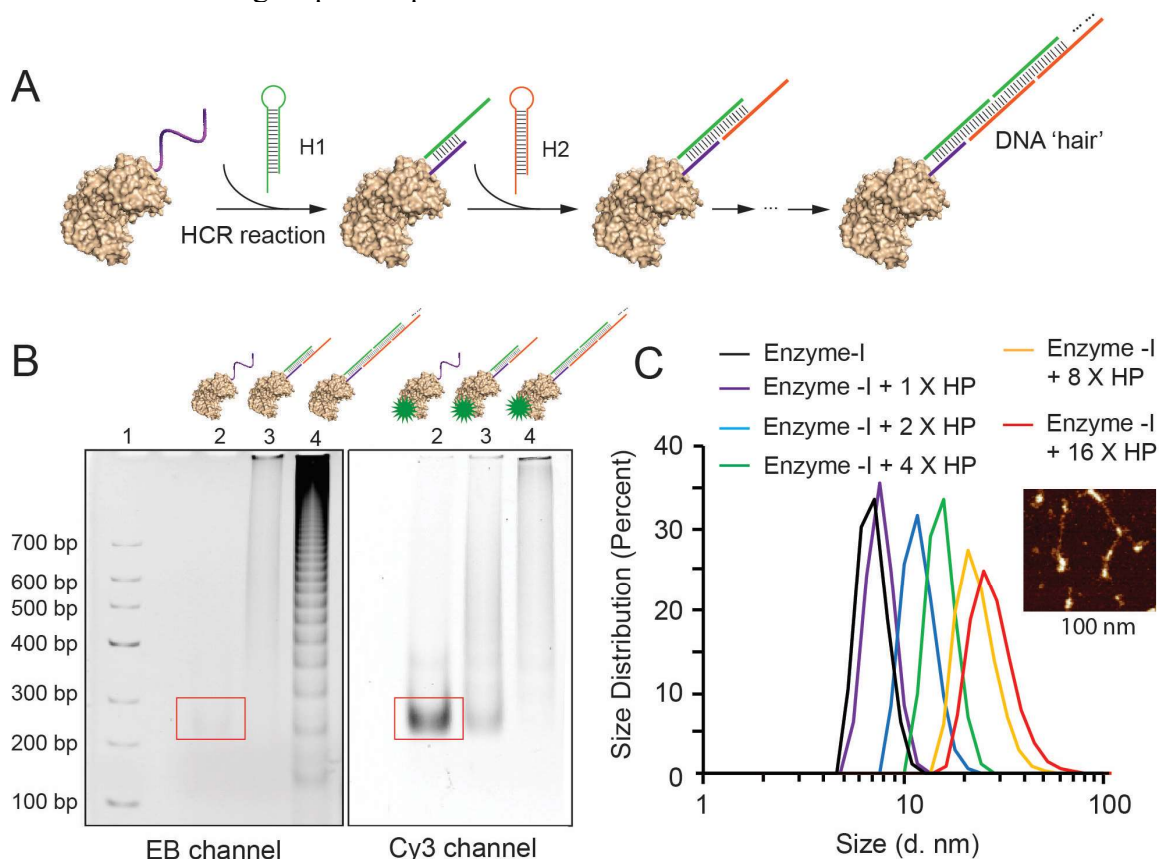 A
H1
H2
HCR reaction
...
DNA ‘hair’
B
1 2 3 4
2 3 4
700 bp
600 bp
500 bp
400 bp
300 bp
200 bp
100 bp
EB channel
Cy3 channel
C
Enzyme-I
Enzyme -I + 1 X HP
Enzyme -I + 2 X HP
Enzyme -I + 4 X HP
Enzyme -I
+ 8 X HP
Enzyme -I
+ 16 X HP
Size Distribution (Percent)
40
30
20
10
0
1 10 100
Size (d. nm)
100 nm